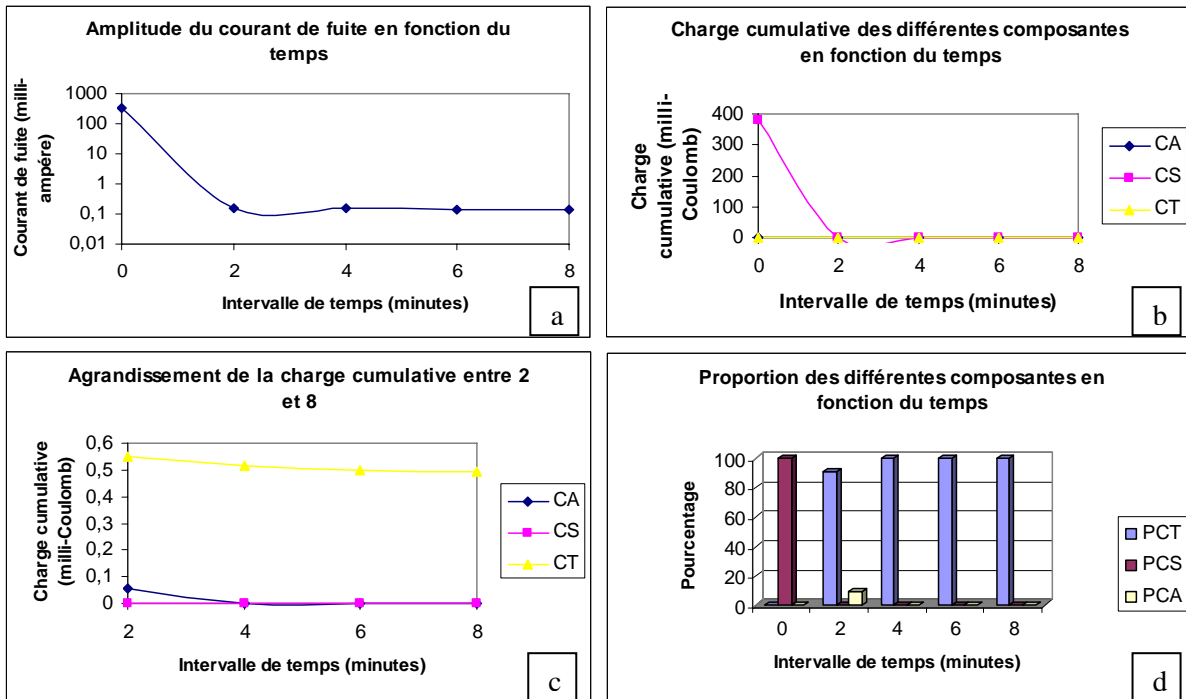 Amplitude du courant de fuite en fonction du
temps
Courant de fuite (milli-
ampére)
1000
100
10
1
0,1
0,01
0
2
4
6
8
Intervalle de temps (minutes)
a
Charge cumulative des différentes composantes
en fonction du temps
Charge
cumulative (milli-
Coulomb)
400
300
200
100
0
0
2
4
6
8
Intervalle de temps (minutes)
CA
CS
CT
b
Agrandissement de la charge cumulative entre 2
et 8
Charge cumulative
(milli-Coulomb)
0,6
0,5
0,4
0,3
0,2
0,1
0
2
4
6
8
Intervalle de temps (minutes)
CA
CS
CT
c
Proportion des différentes composantes en
fonction du temps
Pourcentage
100
80
60
40
20
0
0
2
4
6
8
Intervalle de temps (minutes)
PCT
PCS
PCA
d